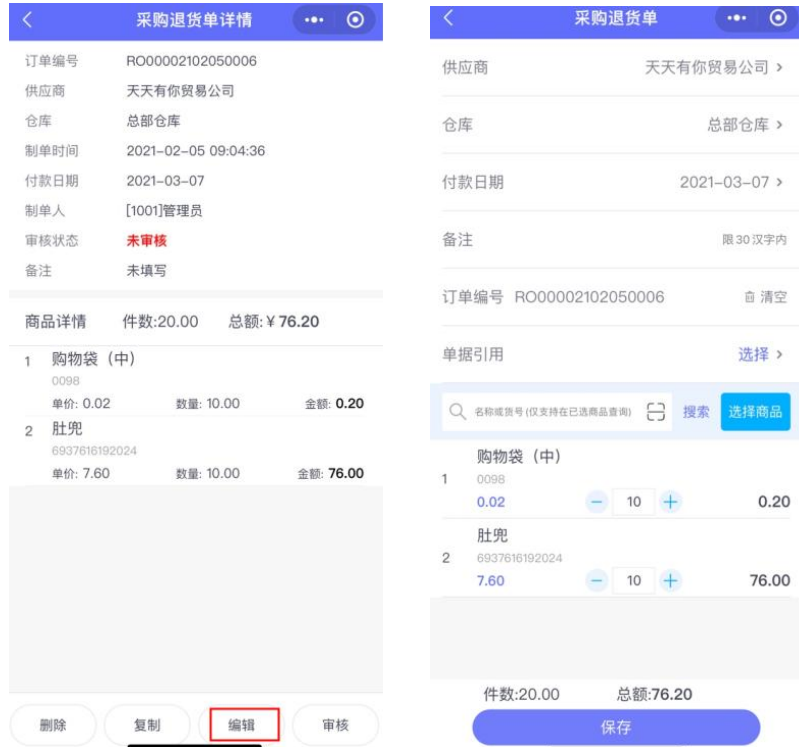 采购退货单详情
订单编号 RO00002102050006
供应商 天天有你贸易公司
仓库 总部仓库
制单时间 2021-02-05 09:04:36
付款日期 2021-03-07
制单人 [1001]管理员
审核状态 未审核
备注 未填写
商品详情 件数:20.00 总额:¥76.20
1 购物袋（中）
0098
单价: 0.02 数量: 10.00 金额: 0.20
2 肚兜
6937616192024
单价: 7.60 数量: 10.00 金额: 76.00
删除 复制 编辑 审核
采购退货单
供应商 天天有你贸易公司 >
仓库 总部仓库 >
付款日期 2021-03-07 >
备注 限30汉字内
订单编号 RO00002102050006 清空
单据引用 选择 >
名称或货号(仅支持在已选商品查询) 搜索 选择商品
购物袋（中）
1 0098
0.02 － 10 ＋ 0.20
肚兜
2 6937616192024
7.60 － 10 ＋ 76.00
件数:20.00 总额:76.20
保存